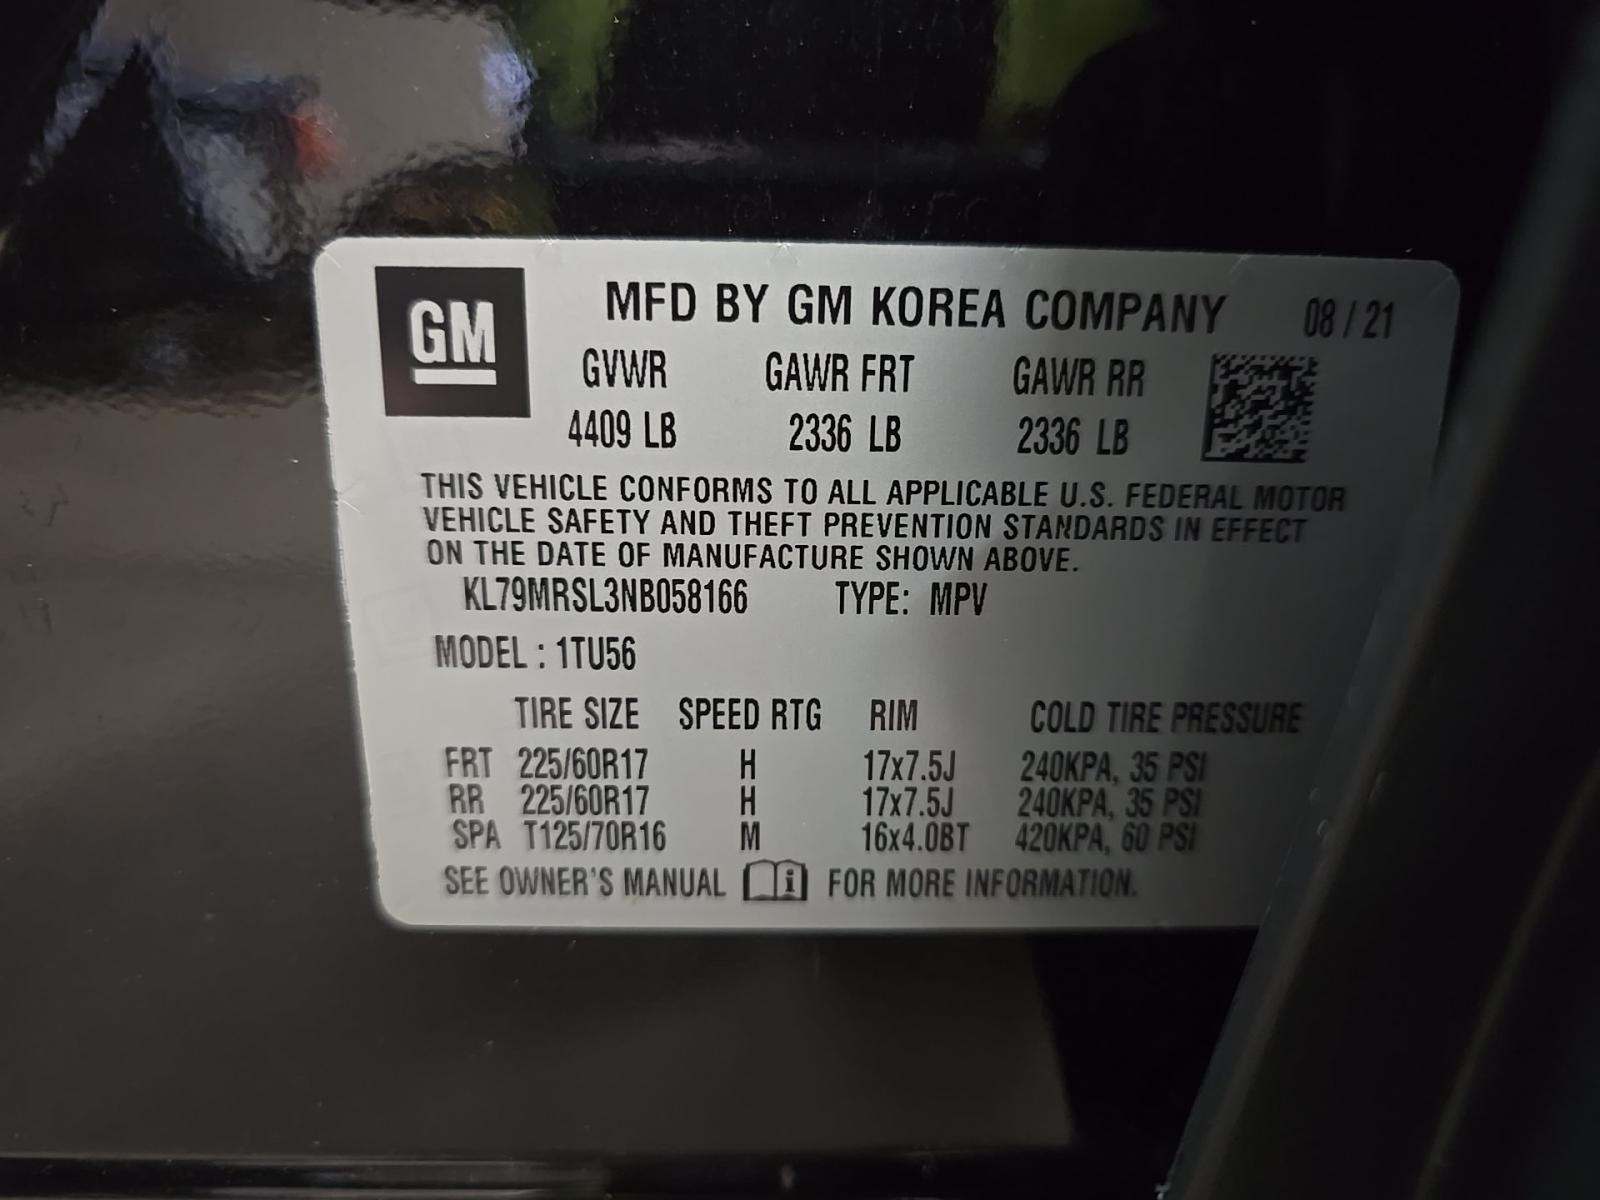 GM
MFD BY GM KOREA COMPANY 08 / 21
GVWR GAWR FRT GAWR RR
4409 LB 2336 LB 2336 LB
THIS VEHICLE CONFORMS TO ALL APPLICABLE U.S. FEDERAL MOTOR
VEHICLE SAFETY AND THEFT PREVENTION STANDARDS IN EFFECT
ON THE DATE OF MANUFACTURE SHOWN ABOVE.
KL79MRSL3NB058166 TYPE: MPV
MODEL : 1TU56
TIRE SIZE SPEED RTG RIM COLD TIRE PRESSURE
FRT 225/60R17 H 17x7.5J 240KPA, 35 PSI
RR 225/60R17 H 17x7.5J 240KPA, 35 PSI
SPA T125/70R16 M 16x4.0BT 420KPA, 60 PSI
SEE OWNER'S MANUAL i FOR MORE INFORMATION.